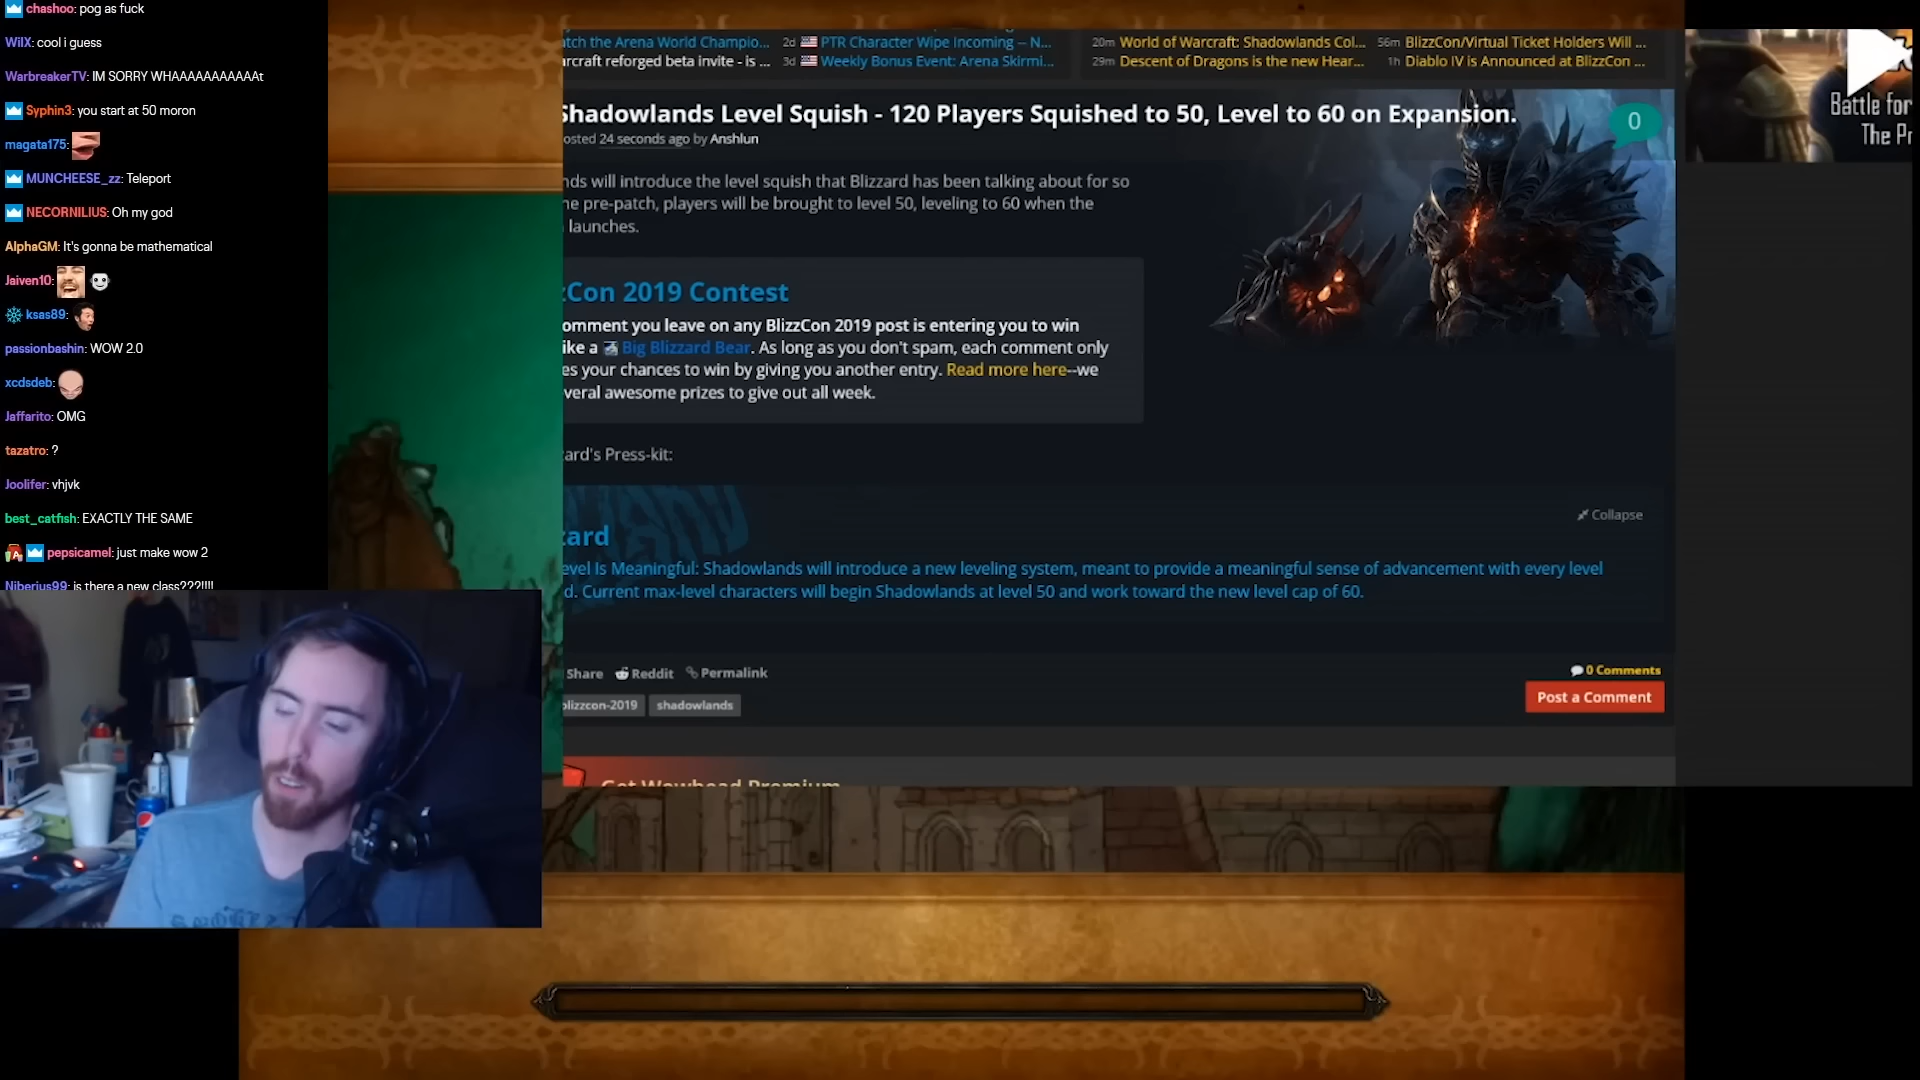 chashoo: pog as fuck
WilX: cool i guess
WarbreakerTV: IM SORRY WHAAAAAAAAAAAt
Syphin3: you start at 50 moron
magata175:
MUNCHEESE_zz: Teleport
NECORNILIUS: Oh my god
AlphaGM: It's gonna be mathematical
Jaiven10:
ksas89:
passionbashin: WOW 2.0
xcdsdeb:
Jaffarito: OMG
tazatro: ?
Joolifer: vhjvk
best_catfish: EXACTLY THE SAME
pepsicamel: just make wow 2
Niberius99: is there a new class???!!!!
atch the Arena World Champio... 2d PTR Character Wipe Incoming – N... 20m World of Warcraft: Shadowlands Col... 56m BlizzCon/Virtual Ticket Holders Will ...
arcraft reforged beta invite - is ... 3d Weekly Bonus Event: Arena Skirmi... 29m Descent of Dragons is the new Hear... 1h Diablo IV is Announced at BlizzCon ...
Shadowlands Level Squish - 120 Players Squished to 50, Level to 60 on Expansion.
0
osted 24 seconds ago by Anshlun
nds will introduce the level squish that Blizzard has been talking about for so
ne pre-patch, players will be brought to level 50, leveling to 60 when the
launches.
zCon 2019 Contest
omment you leave on any BlizzCon 2019 post is entering you to win
ike a Big Blizzard Bear. As long as you don't spam, each comment only
es your chances to win by giving you another entry. Read more here--we
veral awesome prizes to give out all week.
zard's Press-kit:
Collapse
zard
evel Is Meaningful: Shadowlands will introduce a new leveling system, meant to provide a meaningful sense of advancement with every level
d. Current max-level characters will begin Shadowlands at level 50 and work toward the new level cap of 60.
Share Reddit Permalink
0 Comments
blizzcon-2019 shadowlands
Post a Comment
Get Wowhead Premium
Battle for
The Pr